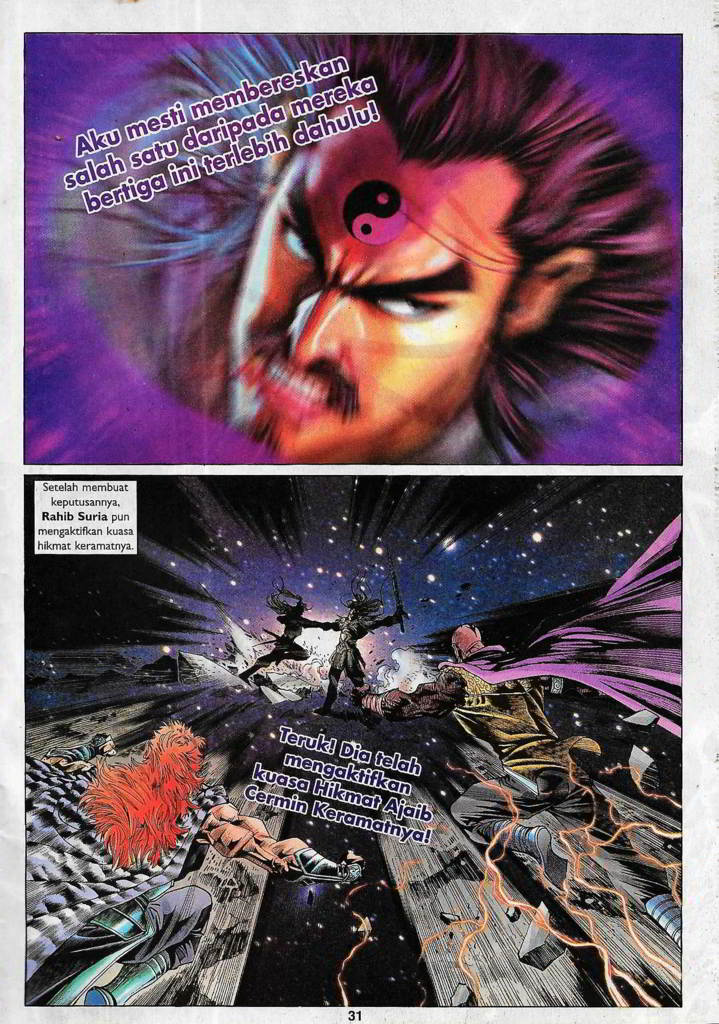 Aku mesti membereskan
salah satu daripada mereka
bertiga ini terlebih dahulu!
Setelah membuat
keputusannya,
Rahib Suria pun
mengaktifkan kuasa
hikmat keramatnya.
Teruk! Dia telah
mengaktifkan
kuasa Hikmat Ajaib
Cermin Keramatnya!
31